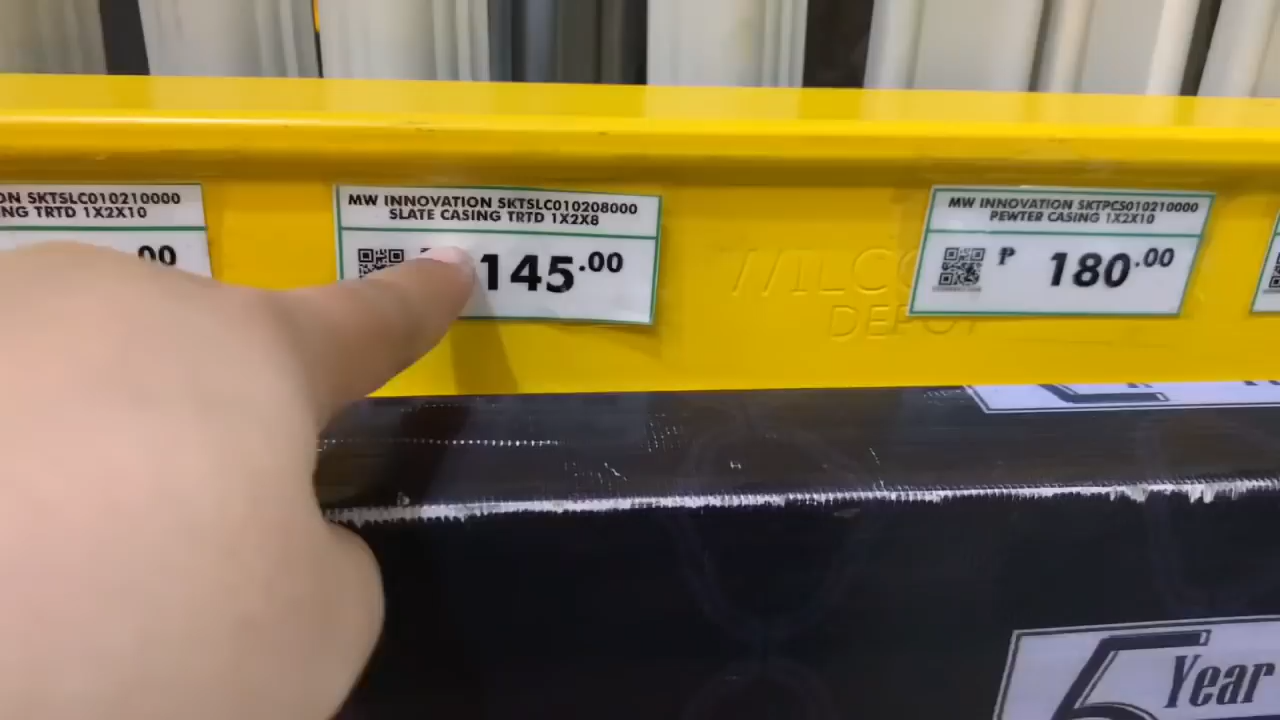 ON SKTSLC010210000
NG TRTD 1X2X10
.00
MW INNOVATION SKTSLC010208000
SLATE CASING TRTD 1X2X8
145.00
MW INNOVATION SKTPCS010210000
PEWTER CASING 1X2X10
₱ 180.00
WILC
DEPOT
5 Year